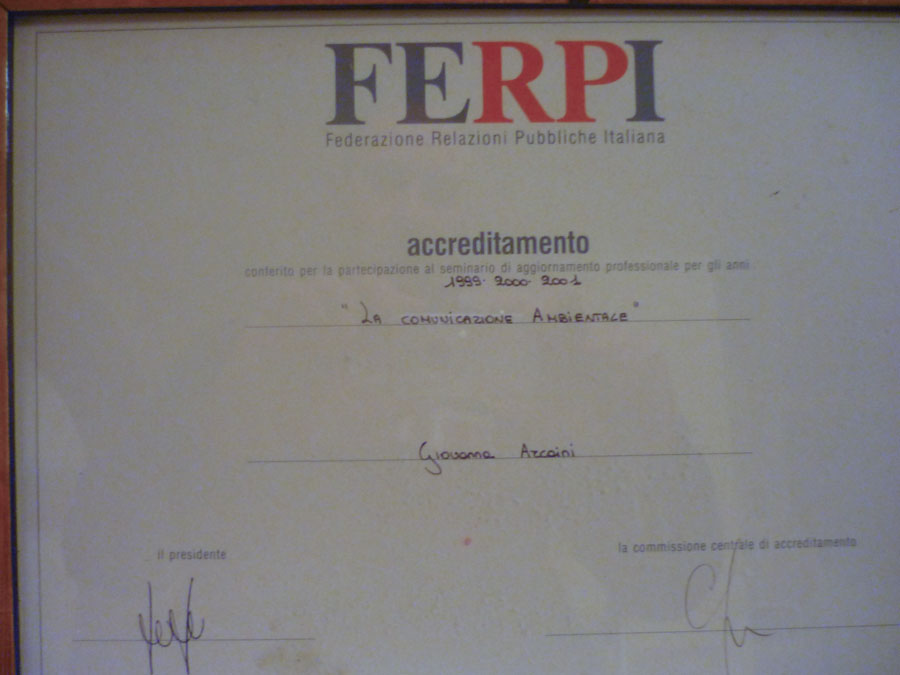 FERPI
Federazione Relazioni Pubbliche Italiana
accreditamento
conferito per la partecipazione al seminario di aggiornamento professionale per gli anni
1999- 2000- 2001
"La comunicazione Ambientale"
Giovanna Arcaini
Il presidente
la commissione centrale di accreditamento